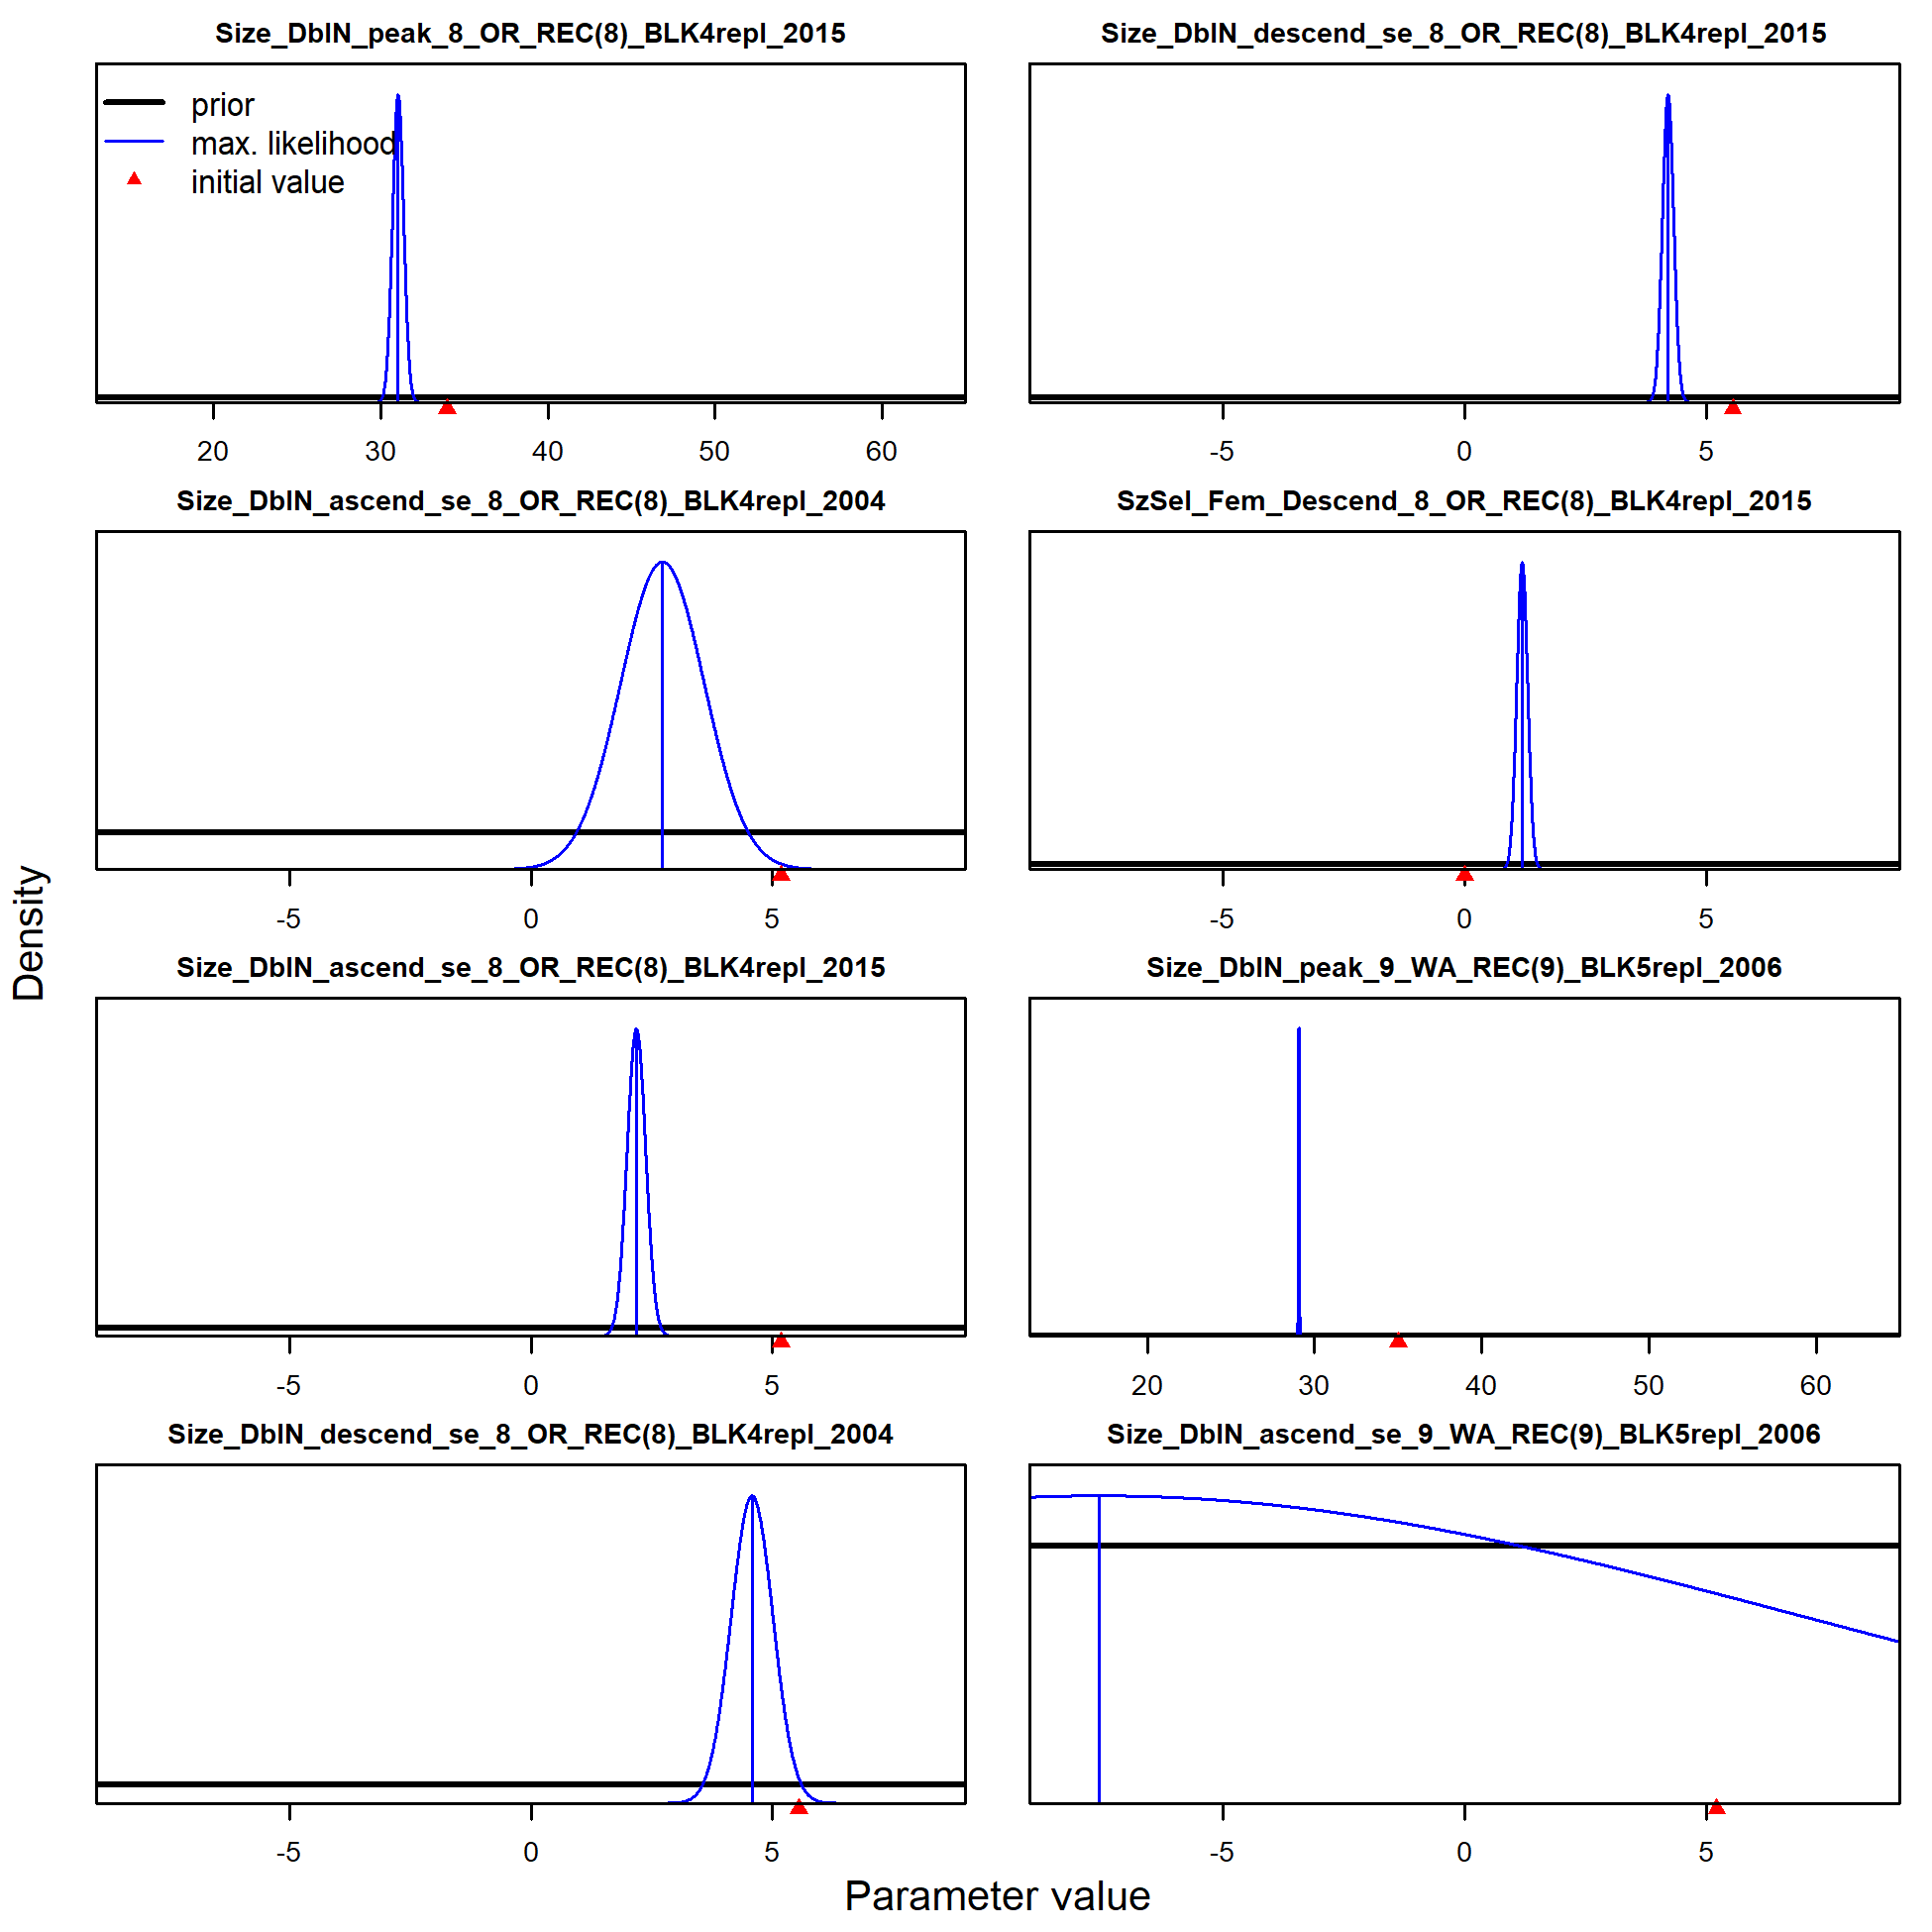 Size_DblN_peak_8_OR_REC(8)_BLK4repl_2015
prior
max. likelihood
initial value
20 30 40 50 60
Size_DblN_descend_se_8_OR_REC(8)_BLK4repl_2015
-5 0 5
Size_DblN_ascend_se_8_OR_REC(8)_BLK4repl_2004
-5 0 5
SzSel_Fem_Descend_8_OR_REC(8)_BLK4repl_2015
-5 0 5
Size_DblN_ascend_se_8_OR_REC(8)_BLK4repl_2015
-5 0 5
Size_DblN_peak_9_WA_REC(9)_BLK5repl_2006
20 30 40 50 60
Size_DblN_descend_se_8_OR_REC(8)_BLK4repl_2004
-5 0 5
Size_DblN_ascend_se_9_WA_REC(9)_BLK5repl_2006
-5 0 5
Density
Parameter value